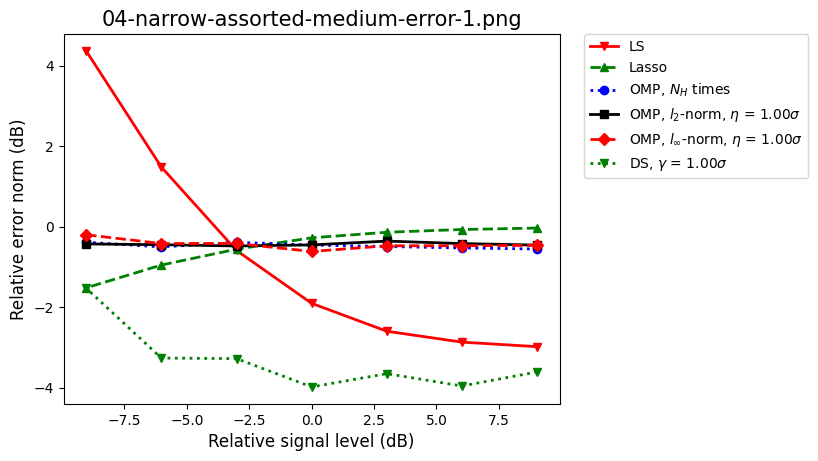 04-narrow-assorted-medium-error-1.png
Relative error norm (dB)
4
2
0
−2
−4
−7.5 −5.0 −2.5 0.0 2.5 5.0 7.5
Relative signal level (dB)
LS
Lasso
OMP, N_H times
OMP, l_2-norm, η = 1.00σ
OMP, l_∞-norm, η = 1.00σ
DS, γ = 1.00σ